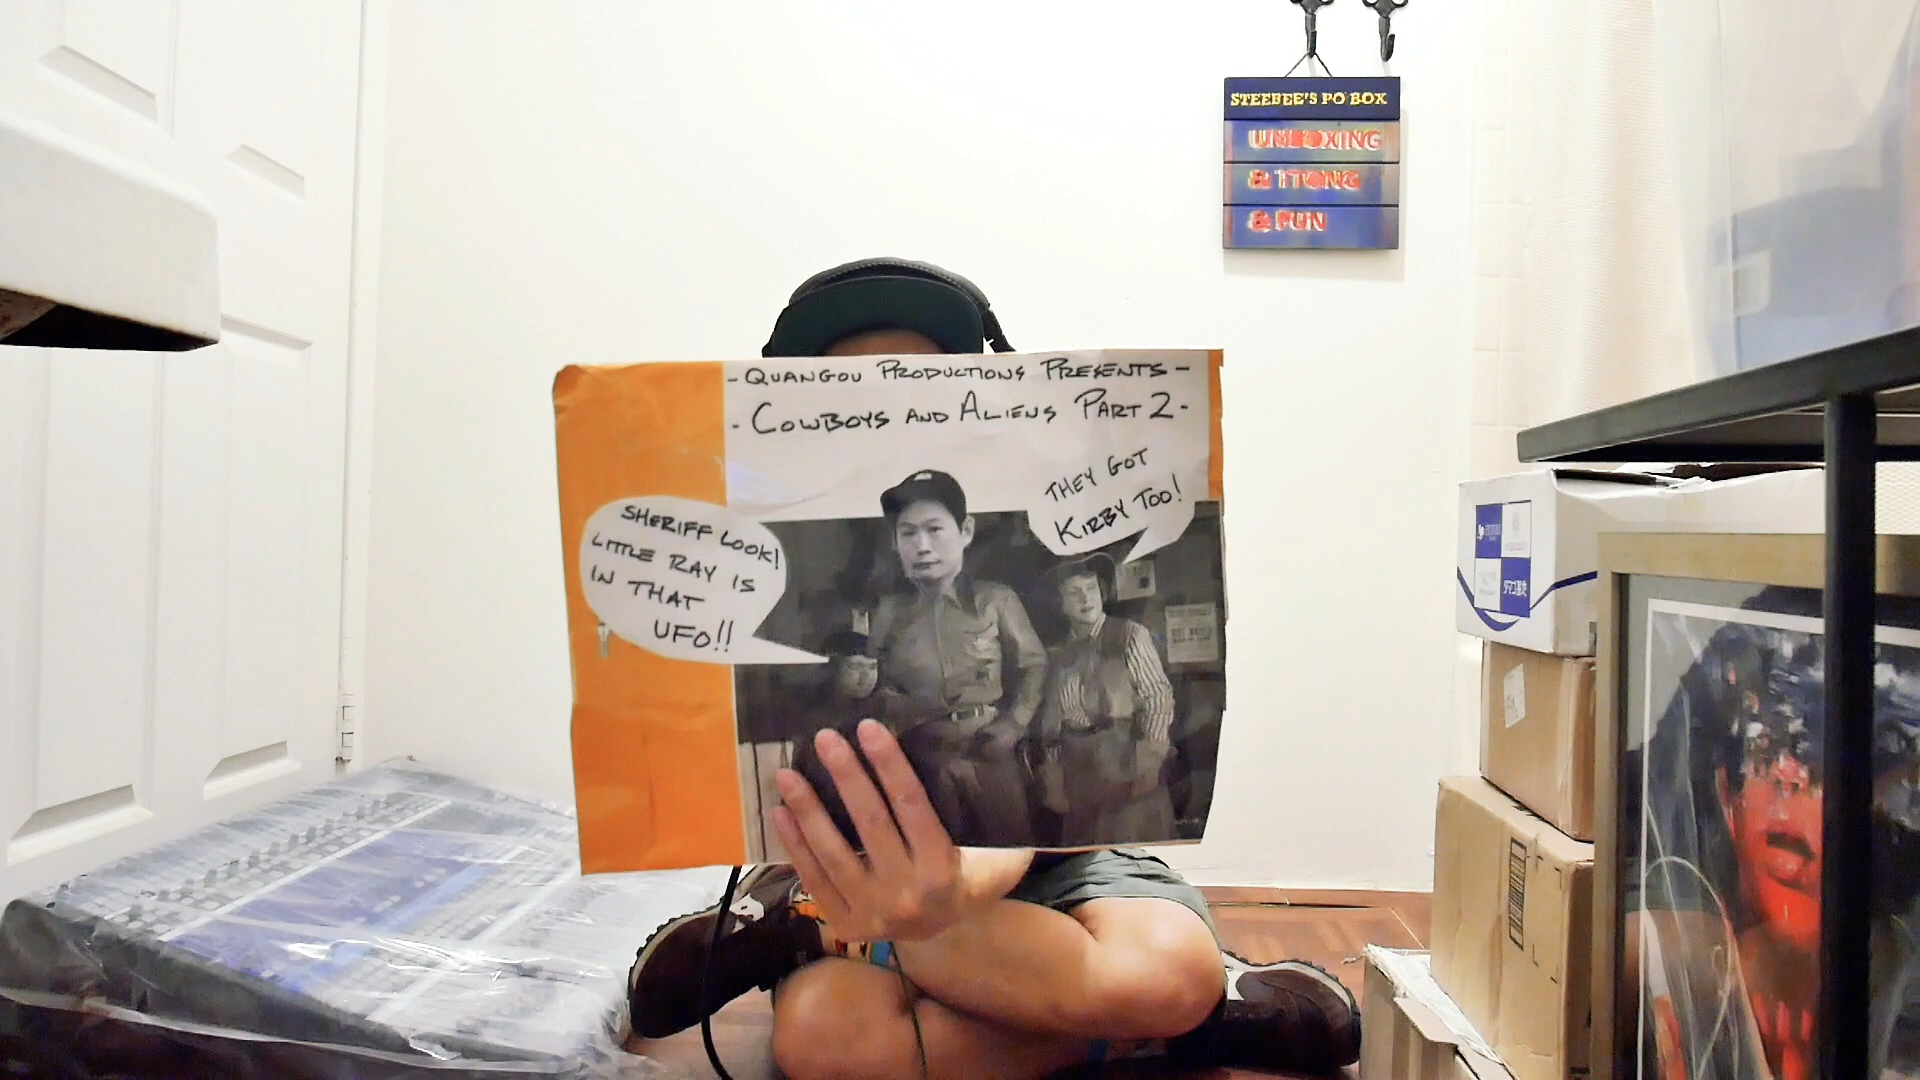 STEEBEE'S PO BOX
UNBOXING
& TTONG
& FUN
- QUANGOU PRODUCTIONS PRESENTS -
- COWBOYS AND ALIENS PART 2 -
SHERIFF LOOK!
LITTLE RAY IS
IN THAT
UFO!!
THEY GOT
KIRBY TOO!